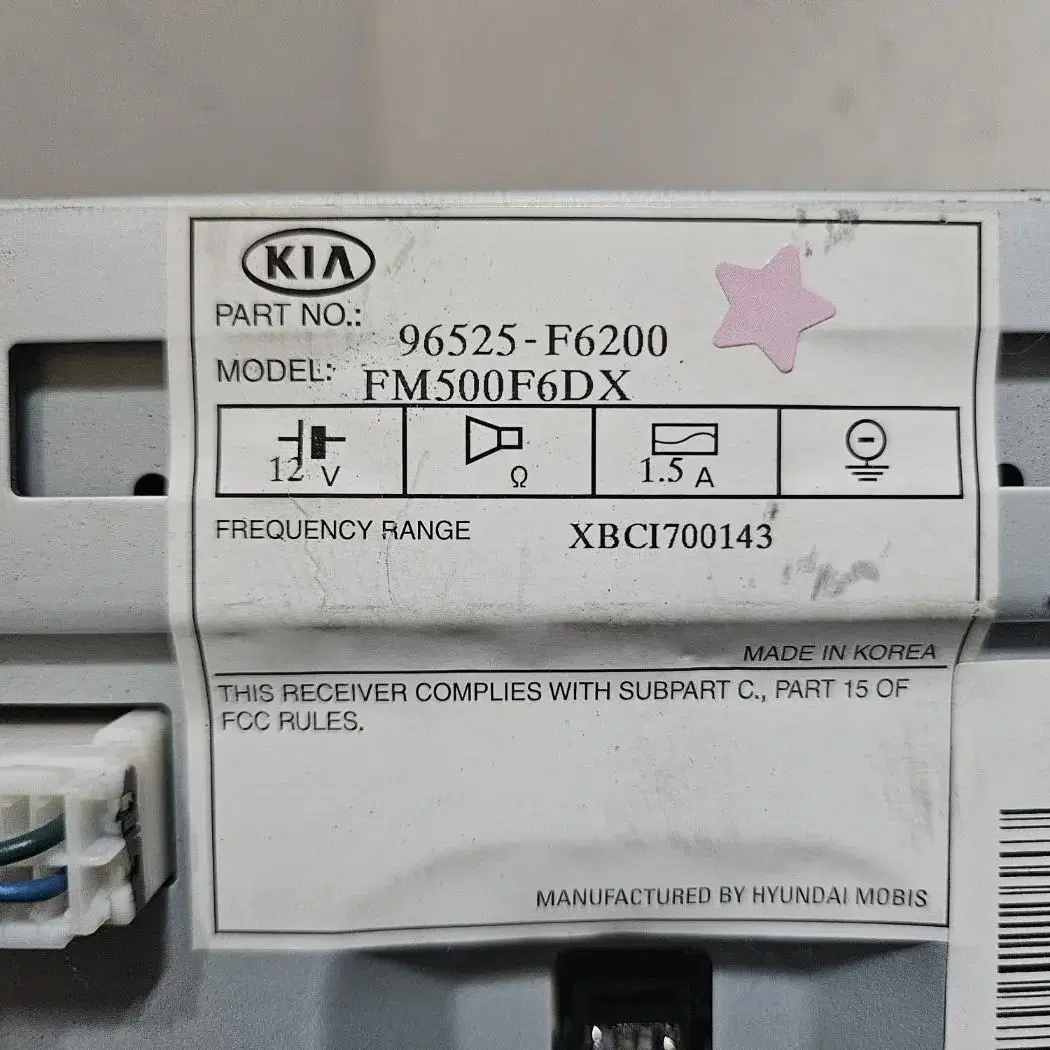 KIA
PART NO.:
96525-F6200
MODEL: FM500F6DX
12 V
Ω
1.5 A
FREQUENCY RANGE XBCI700143
MADE IN KOREA
THIS RECEIVER COMPLIES WITH SUBPART C., PART 15 OF
FCC RULES.
MANUFACTURED BY HYUNDAI MOBIS